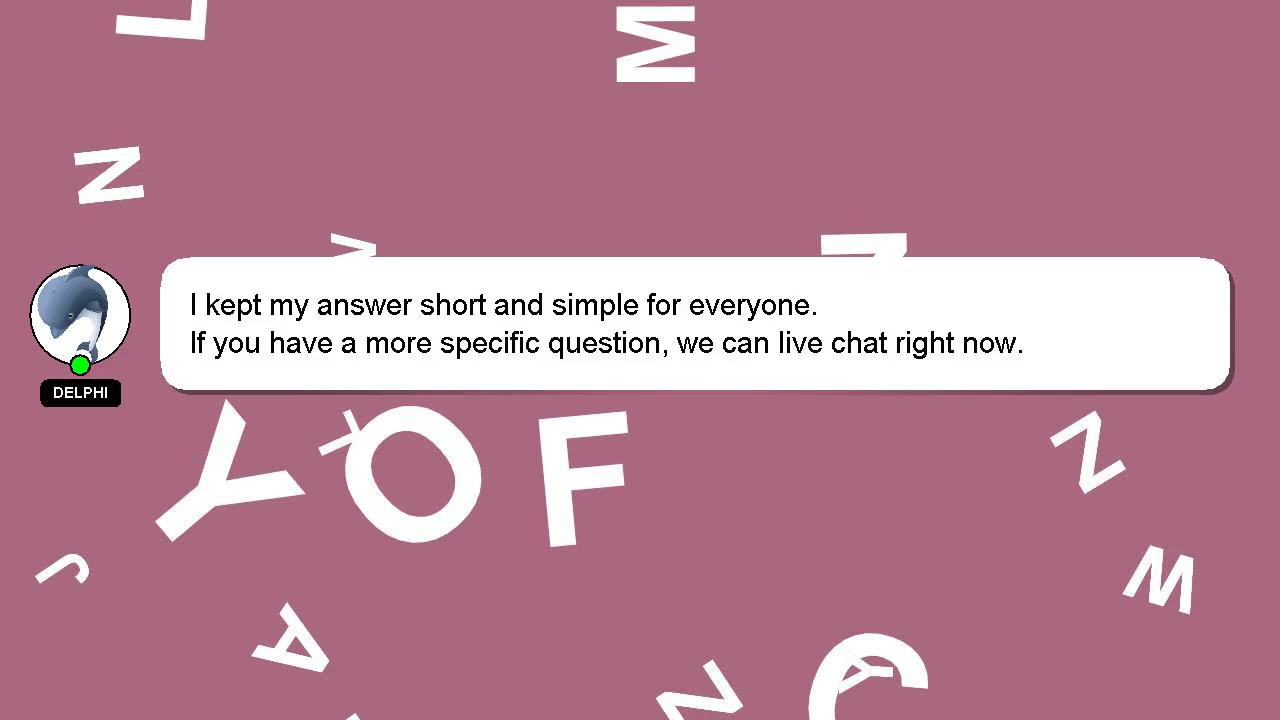 L
M
N
V
I kept my answer short and simple for everyone.
If you have a more specific question, we can live chat right now.
DELPHI
Y
X
O
F
Z
W
J
A
Z
C
A